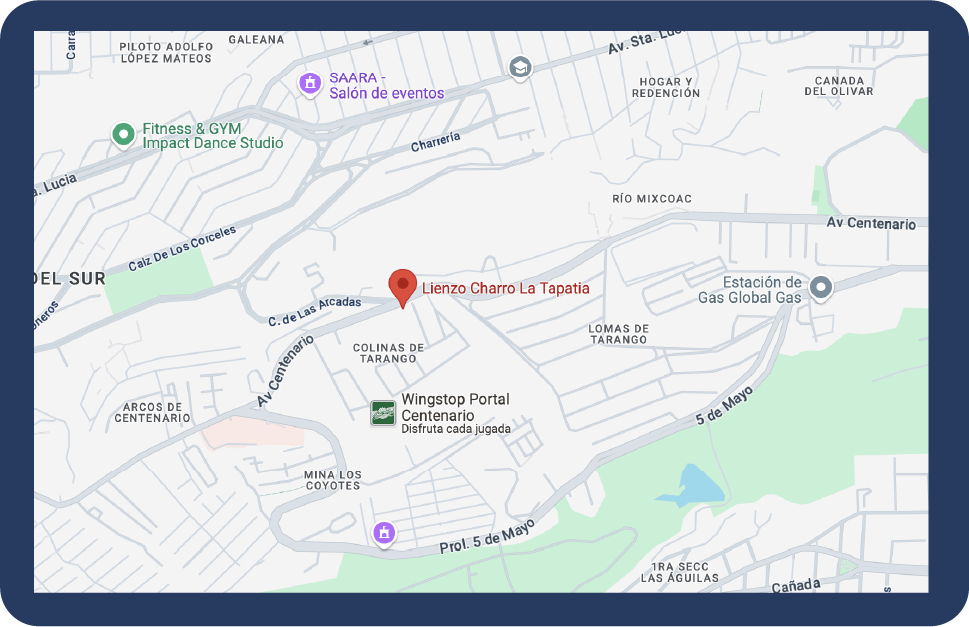 Carra
PILOTO ADOLFO
LÓPEZ MATEOS
GALEANA
Av. Sta. Luc
SAARA -
Salón de eventos
HOGAR Y
REDENCIÓN
CANADA
DEL OLIVAR
Fitness & GYM
Impact Dance Studio
Charrería
a. Lucia
RÍO MIXCOAC
Av Centenario
Calz De Los Corceles
DEL SUR
oneros
Estación de
Gas Global Gas
Lienzo Charro La Tapatia
C. de Las Arcadas
LOMAS DE
TARANGO
COLINAS DE
TARANGO
Av Centenario
5 de Mayo
Wingstop Portal
Centenario
Disfruta cada jugada
ARCOS DE
CENTENARIO
MINA LOS
COYOTES
Prol. 5 de Mayo
1RA SECC
LAS ÁGUILAS
Cañada
s